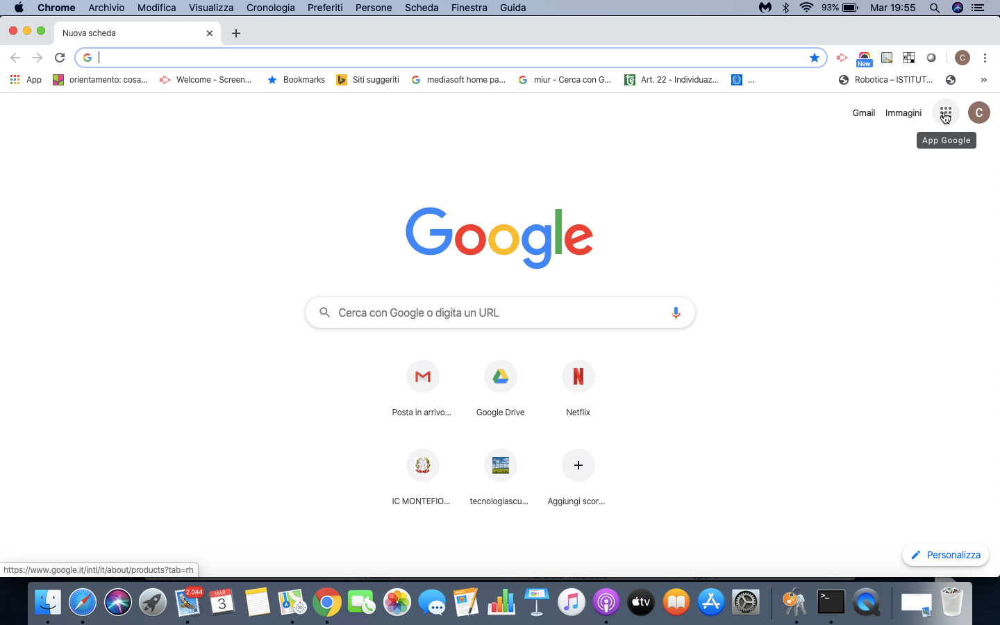 Chrome Archivio Modifica Visualizza Cronologia Preferiti Persone Scheda Finestra Guida 93% Mar 19:55
Nuova scheda
New C
App orientamento: cosa... Welcome - Screen... Bookmarks Siti suggeriti mediasoft home pa... miur - Cerca con G... Art. 22 - Individuaz... ... Robotica – ISTITUT... »
Gmail Immagini C
App Google
Google
Cerca con Google o digita un URL
Posta in arrivo... Google Drive Netflix
IC MONTEFIO... tecnologiascu... Aggiungi scor...
Personalizza
https://www.google.it/intl/it/about/products?tab=rh
2.044 MAR 3 tv